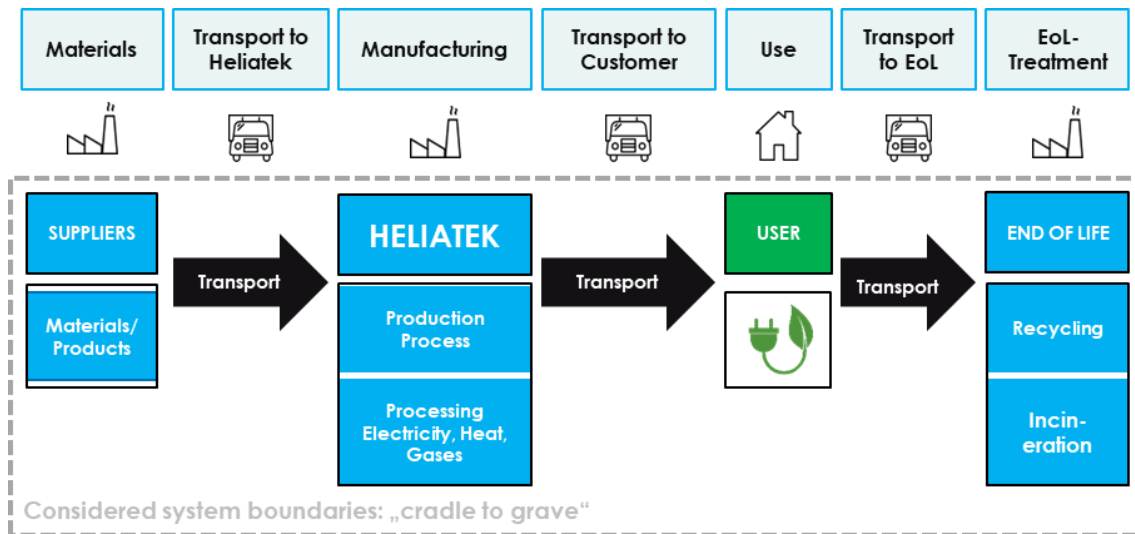 Materials
Transport to
Heliatek
Manufacturing
Transport to
Customer
Use
Transport
to EoL
EoL-
Treatment
SUPPLIERS
Materials/
Products
Transport
HELIATEK
Production
Process
Processing
Electricity, Heat,
Gases
Transport
USER
Transport
END OF LIFE
Recycling
Incin-
eration
Considered system boundaries: „cradle to grave“